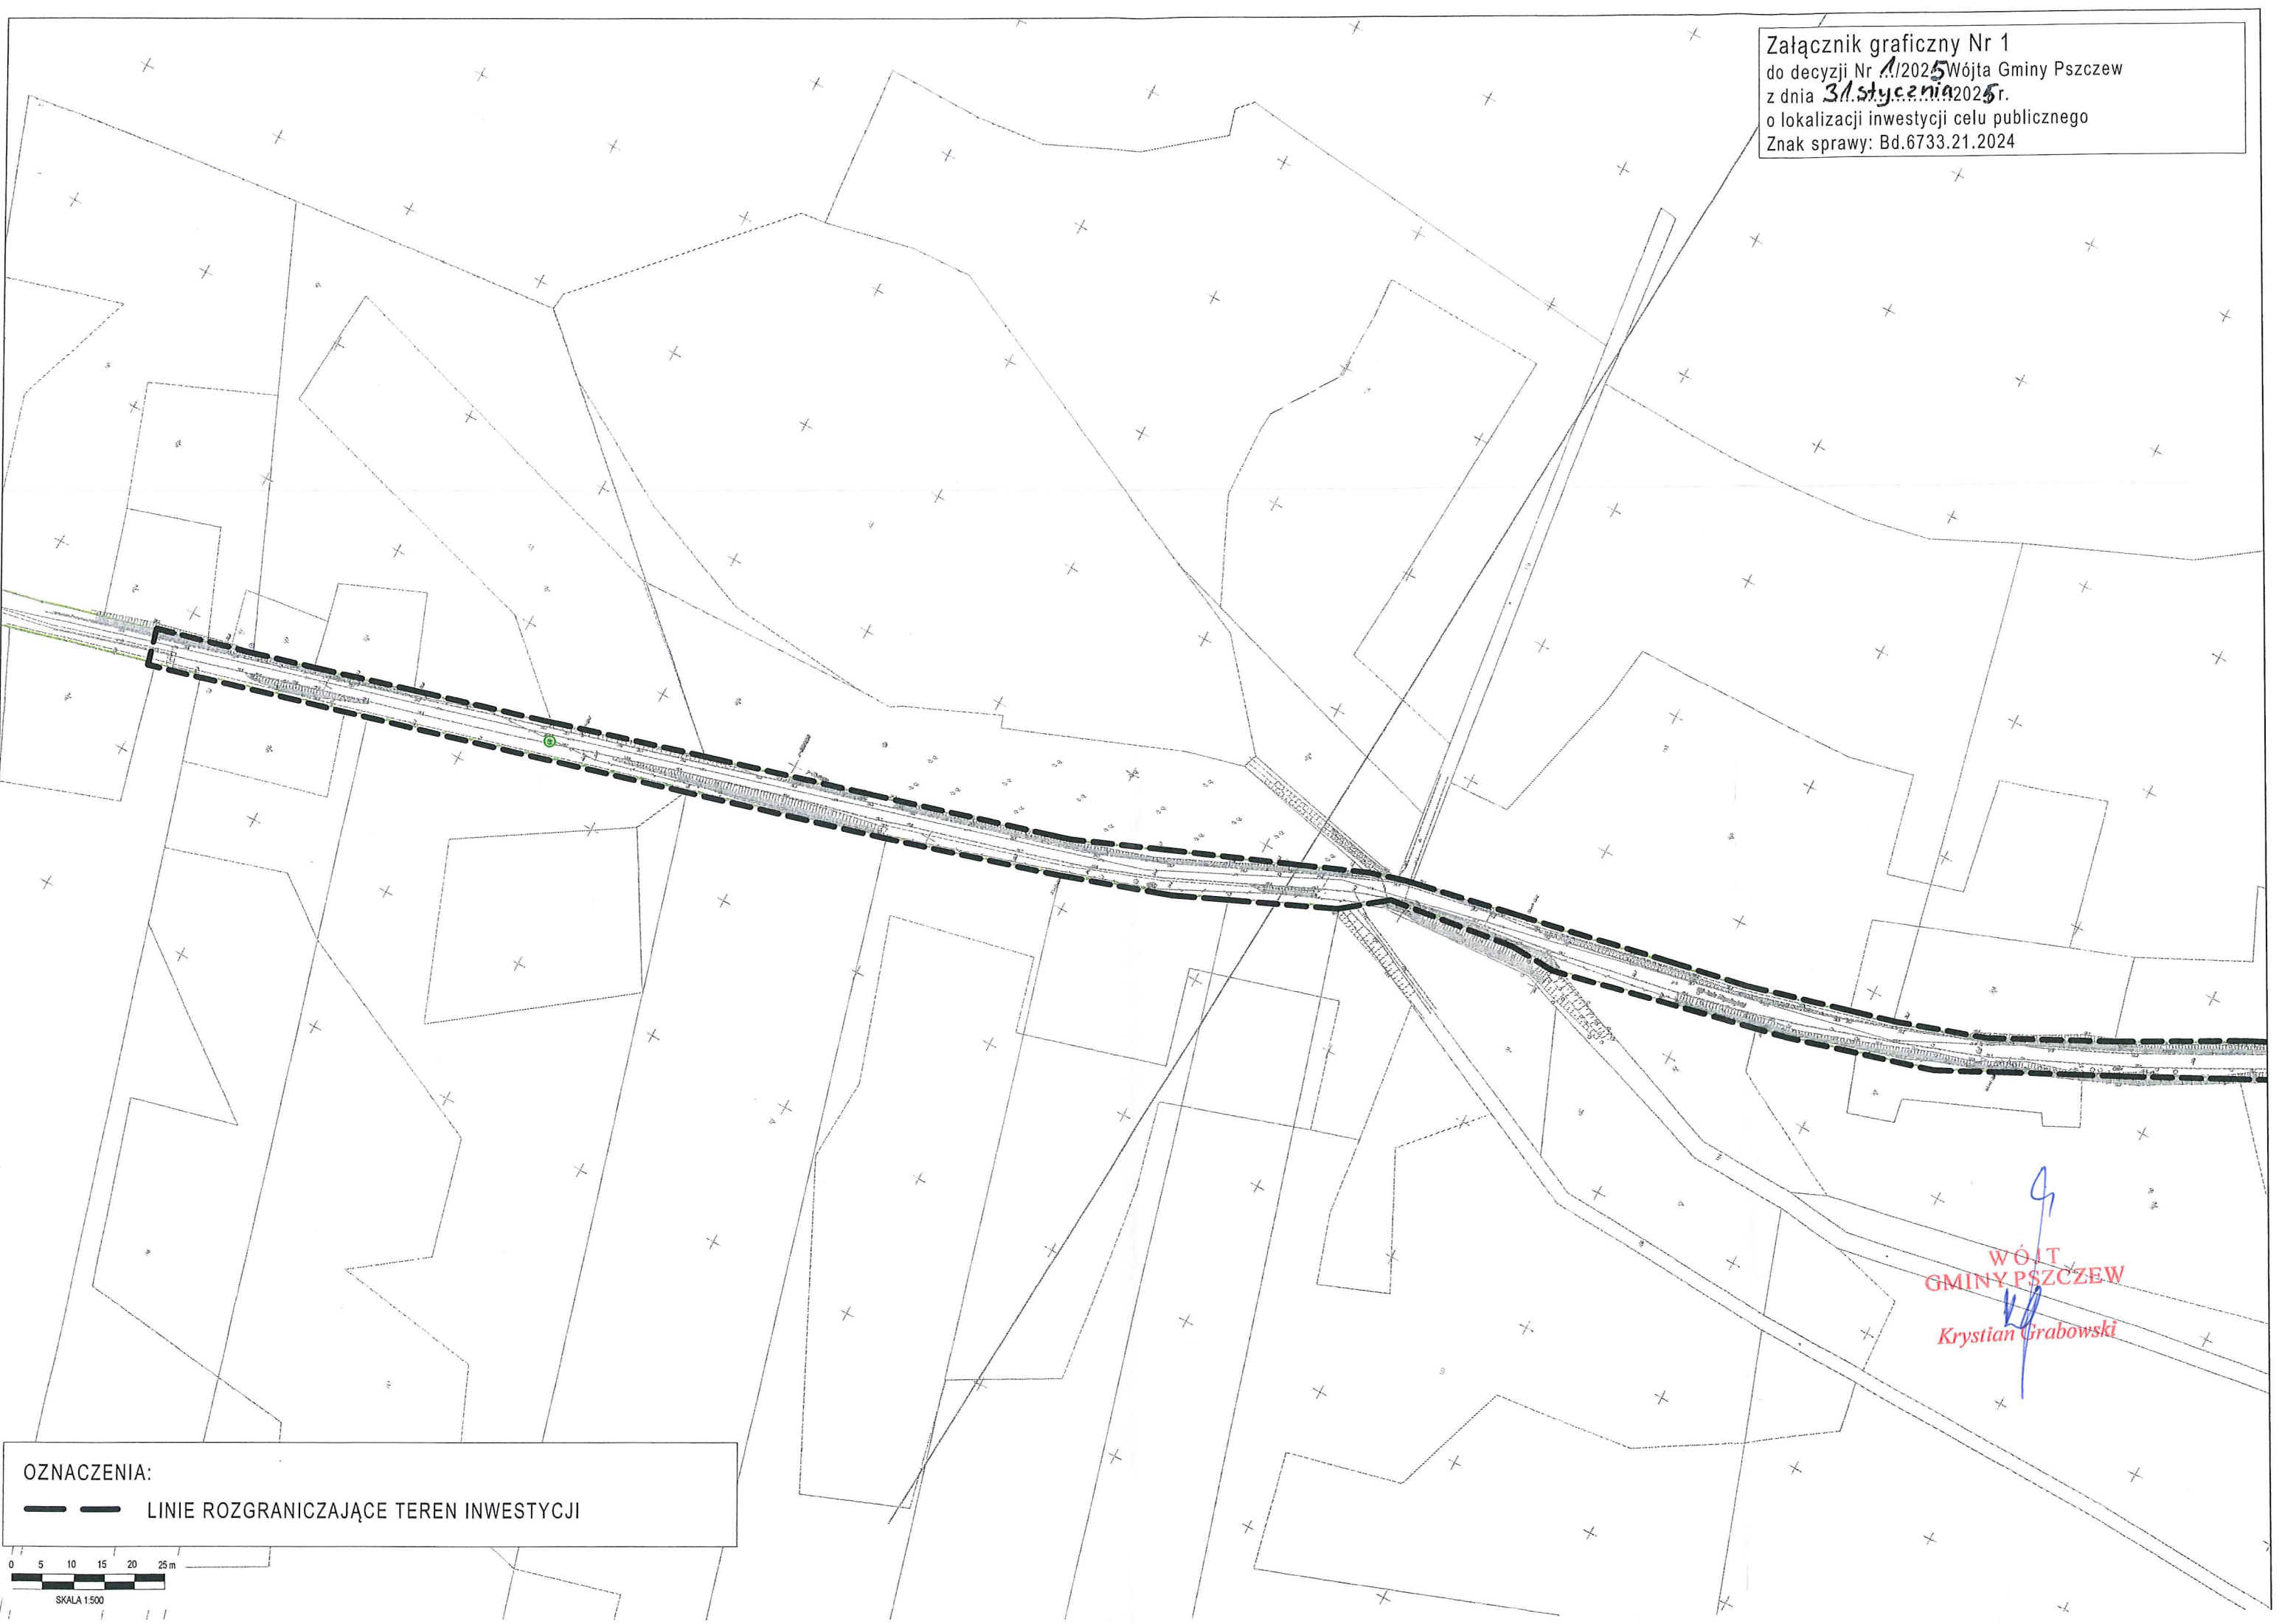 Załącznik graficzny Nr 1
do decyzji Nr 1/2025 Wójta Gminy Pszczew
z dnia 31 stycznia 2025 r.
o lokalizacji inwestycji celu publicznego
Znak sprawy: Bd.6733.21.2024
WÓJT
GMINY PSZCZEW
Krystian Grabowski
OZNACZENIA:
LINIE ROZGRANICZAJĄCE TEREN INWESTYCJI
0 5 10 15 20 25 m
SKALA 1:500